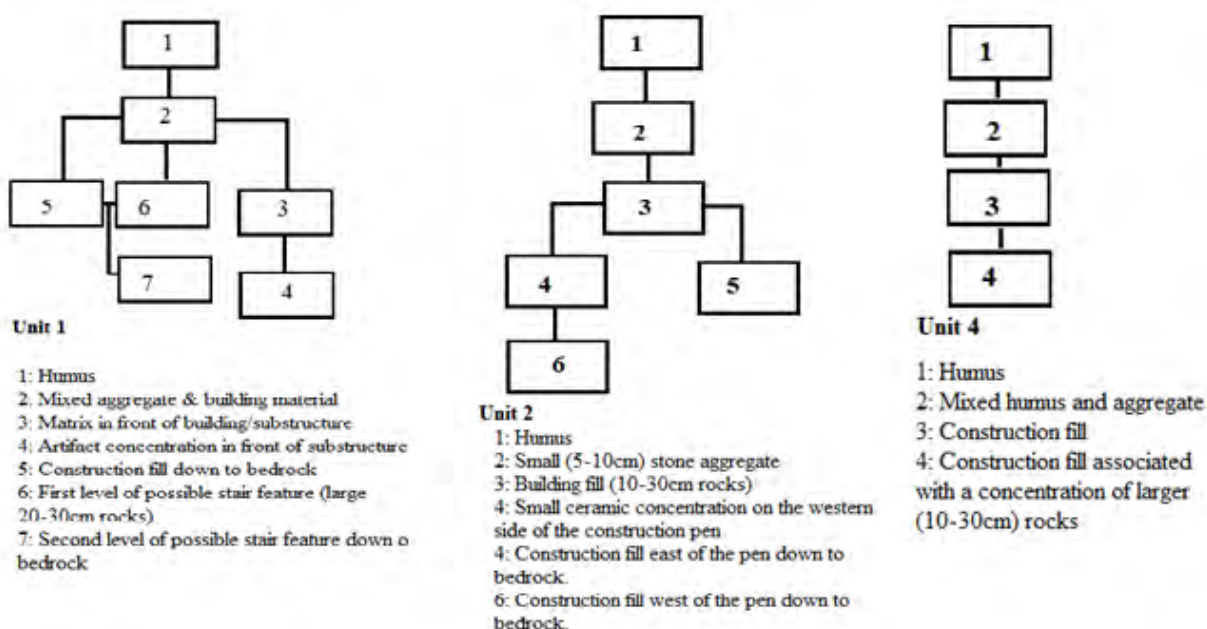 1
2
5
6
3
7
4
Unit 1
1: Humus
2: Mixed aggregate & building material
3: Matrix in front of building/substructure
4: Artifact concentration in front of substructure
5: Construction fill down to bedrock
6: First level of possible stair feature (large
20-30cm rocks)
7: Second level of possible stair feature down o
bedrock
1
2
3
4
5
6
Unit 2
1: Humus
2: Small (5-10cm) stone aggregate
3: Building fill (10-30cm rocks)
4: Small ceramic concentration on the western
side of the construction pen
4: Construction fill east of the pen down to
bedrock.
6: Construction fill west of the pen down to
bedrock.
1
2
3
4
Unit 4
1: Humus
2: Mixed humus and aggregate
3: Construction fill
4: Construction fill associated
with a concentration of larger
(10-30cm) rocks